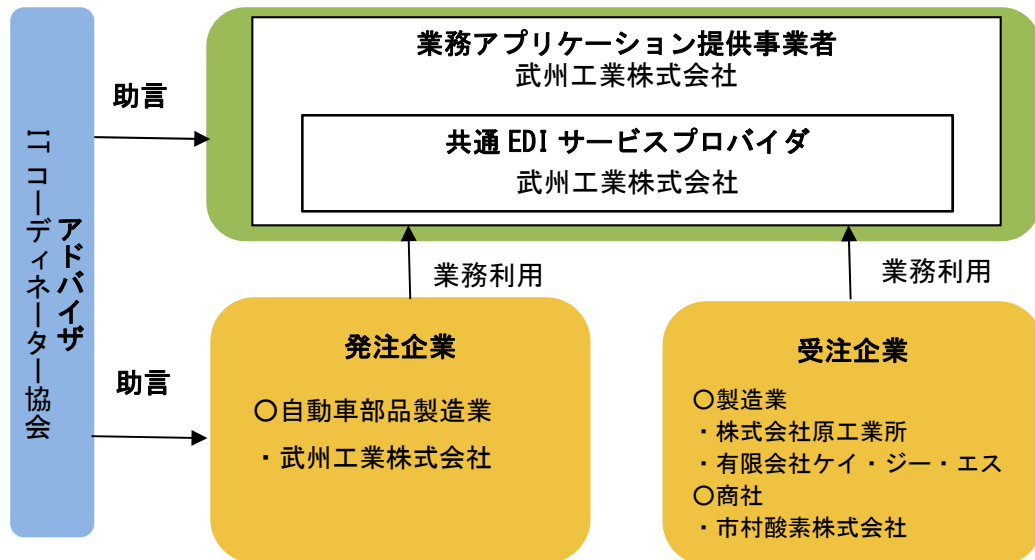 アドバイザ
ITコーディネーター協会
助言
助言
業務アプリケーション提供事業者
武州工業株式会社
共通 EDI サービスプロバイダ
武州工業株式会社
業務利用
業務利用
発注企業
○自動車部品製造業
・武州工業株式会社
受注企業
○製造業
・株式会社原工業所
・有限会社ケイ・ジー・エス
○商社
・市村酸素株式会社